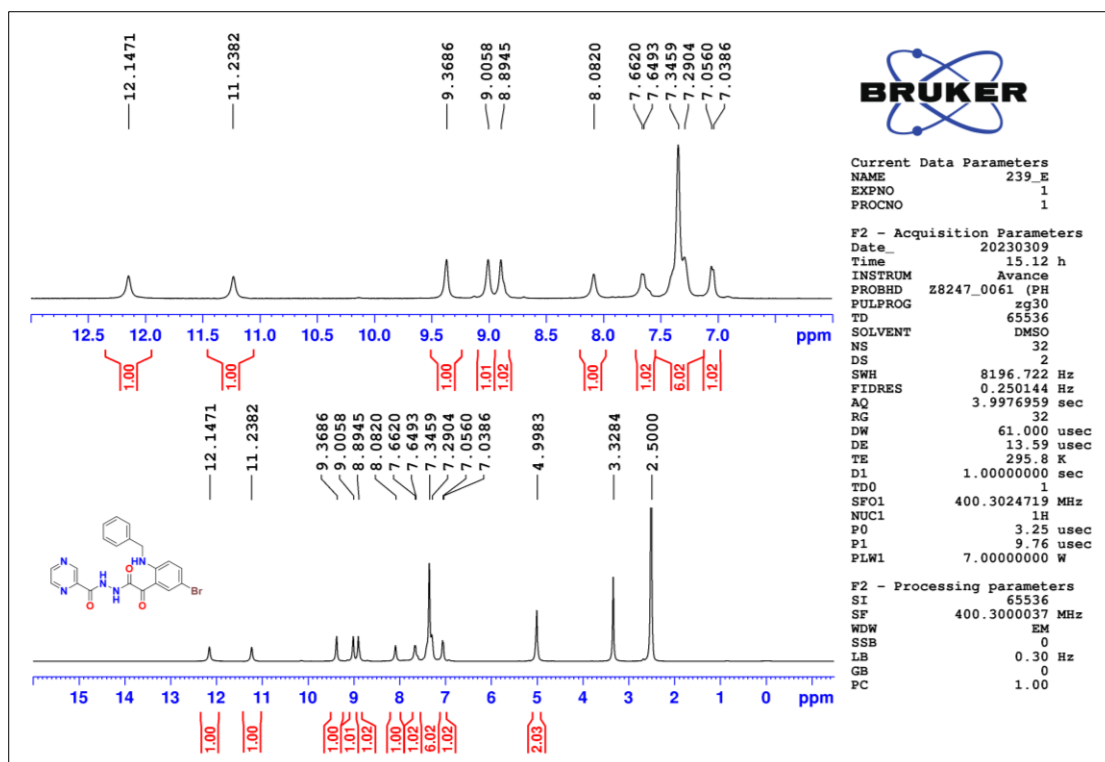 12.1471
11.2382
9.3686
9.0058
8.8945
8.0820
7.6620
7.6493
7.3459
7.2904
7.0560
7.0386
12.5 12.0 11.5 11.0 10.5 10.0 9.5 9.0 8.5 8.0 7.5 7.0 ppm
1.00 1.00 1.00 1.01 1.02 1.00 1.02 6.02 1.02
12.1471
11.2382
9.3686
9.0058
8.8945
8.0820
7.6620
7.6493
7.3459
7.2904
7.0560
7.0386
4.9983
3.3284
2.5000
N
N
O
H
N
N
H
O
O
HN
Br
15 14 13 12 11 10 9 8 7 6 5 4 3 2 1 0 ppm
1.00 1.00 1.00 1.01 1.02 1.00 1.02 6.02 1.02 2.03
BRUKER
Current Data Parameters
NAME 239_E
EXPNO 1
PROCNO 1
F2 - Acquisition Parameters
Date_ 20230309
Time 15.12 h
INSTRUM Avance
PROBHD Z8247_0061 (PH
PULPROG zg30
TD 65536
SOLVENT DMSO
NS 32
DS 2
SWH 8196.722 Hz
FIDRES 0.250144 Hz
AQ 3.9976959 sec
RG 32
DW 61.000 usec
DE 13.59 usec
TE 295.8 K
D1 1.00000000 sec
TD0 1
SFO1 400.3024719 MHz
NUC1 1H
P0 3.25 usec
P1 9.76 usec
PLW1 7.00000000 W
F2 - Processing parameters
SI 65536
SF 400.3000037 MHz
WDW EM
SSB 0
LB 0.30 Hz
GB 0
PC 1.00